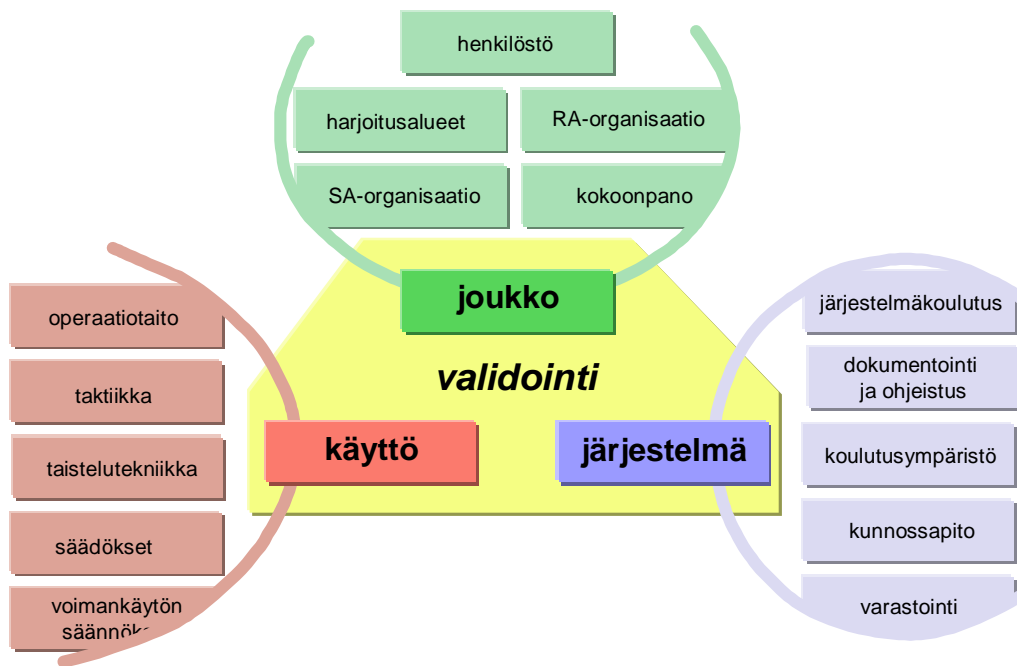 henkilöstö
harjoitusalueet
RA-organisaatio
SA-organisaatio
kokoonpano
joukko
validointi
käyttö
järjestelmä
operaatiotaito
taktiikka
taistelutekniikka
säädökset
voimankäytön
järjestelmäkoulutus
dokumentointi
ja ohjeistus
koulutusympäristö
kunnossapito
varastointi